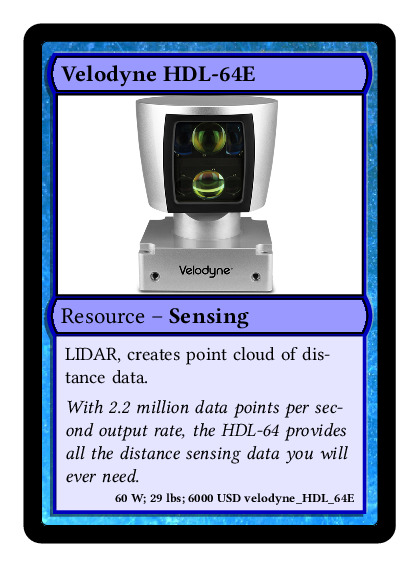 Velodyne HDL-64E
Velodyne
Resource – Sensing
LIDAR, creates point cloud of dis-
tance data.
With 2.2 million data points per sec-
ond output rate, the HDL-64 provides
all the distance sensing data you will
ever need.
60 W; 29 lbs; 6000 USD velodyne_HDL_64E